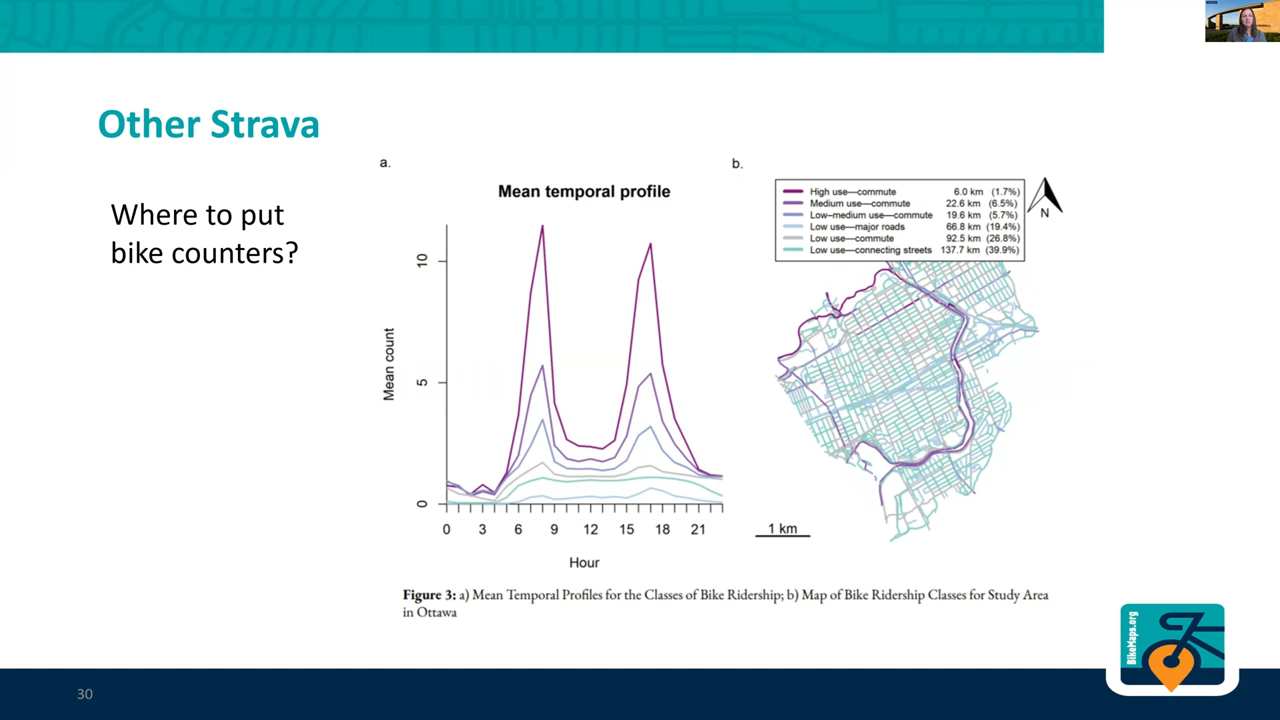 Other Strava
Where to put
bike counters?
a.
Mean temporal profile
Mean count
10
5
0
0 3 6 9 12 15 18 21
Hour
b.
High use—commute 6.0 km (1.7%)
Medium use—commute 22.6 km (6.5%)
Low–medium use—commute 19.6 km (5.7%)
Low use—major roads 66.8 km (19.4%)
Low use—commute 92.5 km (26.8%)
Low use—connecting streets 137.7 km (39.9%)
N
1 km
Figure 3: a) Mean Temporal Profiles for the Classes of Bike Ridership; b) Map of Bike Ridership Classes for Study Area
in Ottawa
BikeMaps.org
30